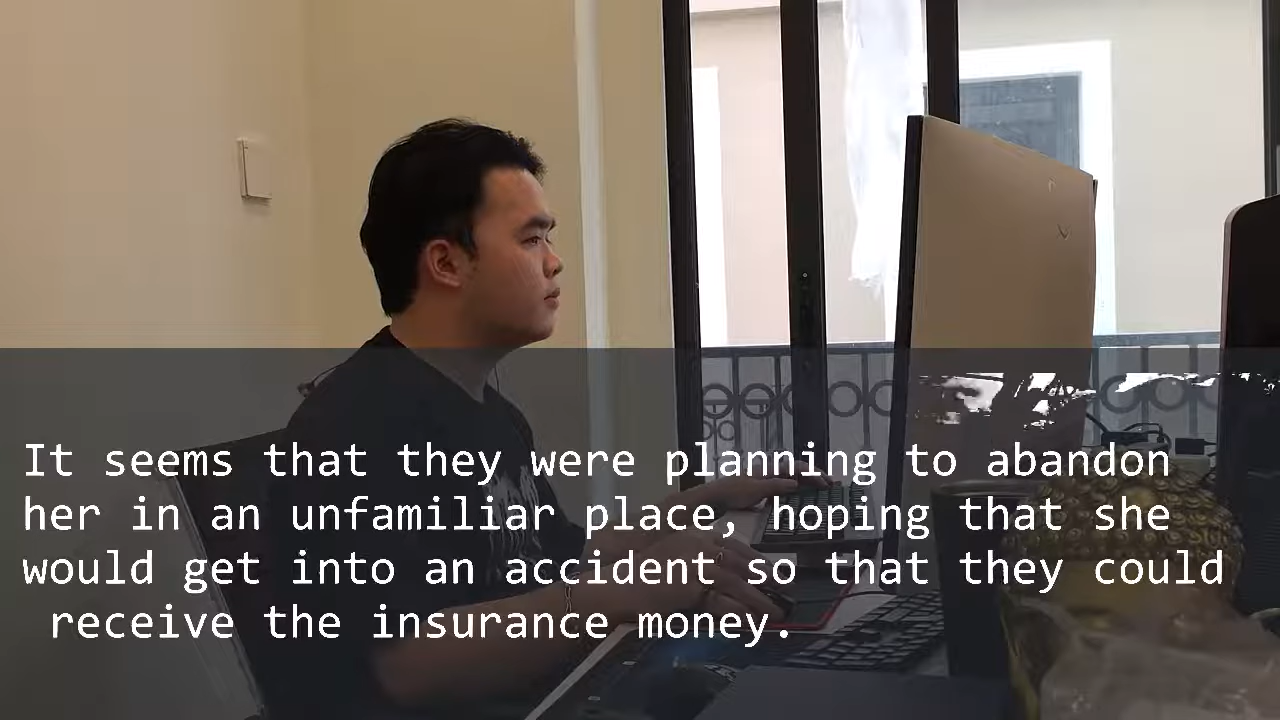 It seems that they were planning to abandon
her in an unfamiliar place, hoping that she
would get into an accident so that they could
receive the insurance money.